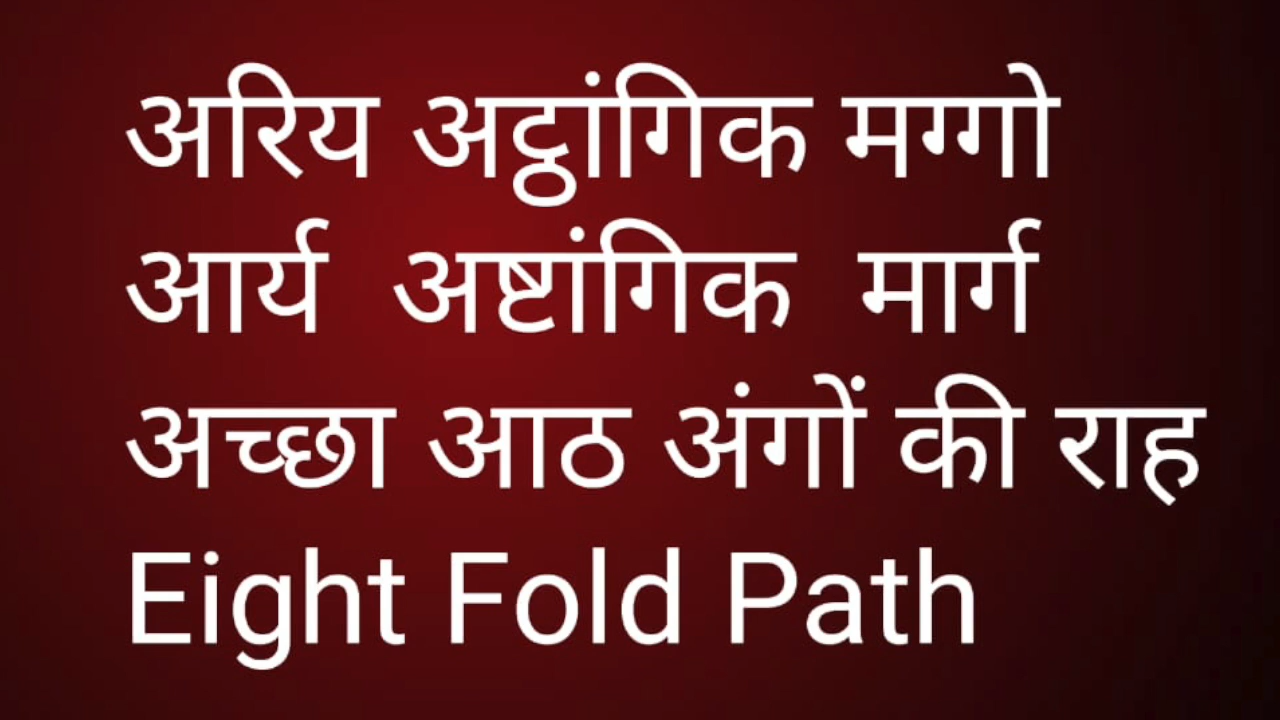 अरिय अट्ठांगिक मग्गो
आर्य अष्टांगिक मार्ग
अच्छा आठ अंगों की राह
Eight Fold Path